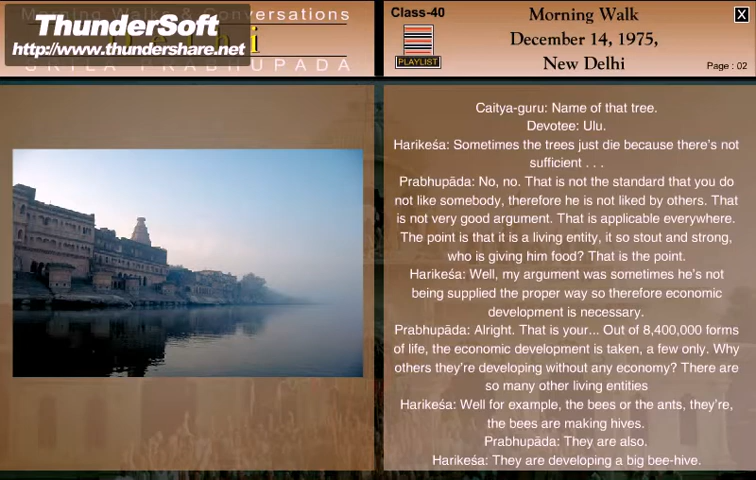 Morning Walks & Conversations
ThunderSoft
http://www.thundershare.net
SRILA PRABHUPADA
Class-40
PLAYLIST
Morning Walk
December 14, 1975,
New Delhi
X
Page : 02
Caitya-guru: Name of that tree.
Devotee: Ulu.
Harikeśa: Sometimes the trees just die because there's not
sufficient . . .
Prabhupāda: No, no. That is not the standard that you do
not like somebody, therefore he is not liked by others. That
is not very good argument. That is applicable everywhere.
The point is that it is a living entity, it so stout and strong,
who is giving him food? That is the point.
Harikeśa: Well, my argument was sometimes he's not
being supplied the proper way so therefore economic
development is necessary.
Prabhupāda: Alright. That is your... Out of 8,400,000 forms
of life, the economic development is taken, a few only. Why
others they're developing without any economy? There are
so many other living entities
Harikeśa: Well for example, the bees or the ants, they're,
the bees are making hives.
Prabhupāda: They are also.
Harikeśa: They are developing a big bee-hive.